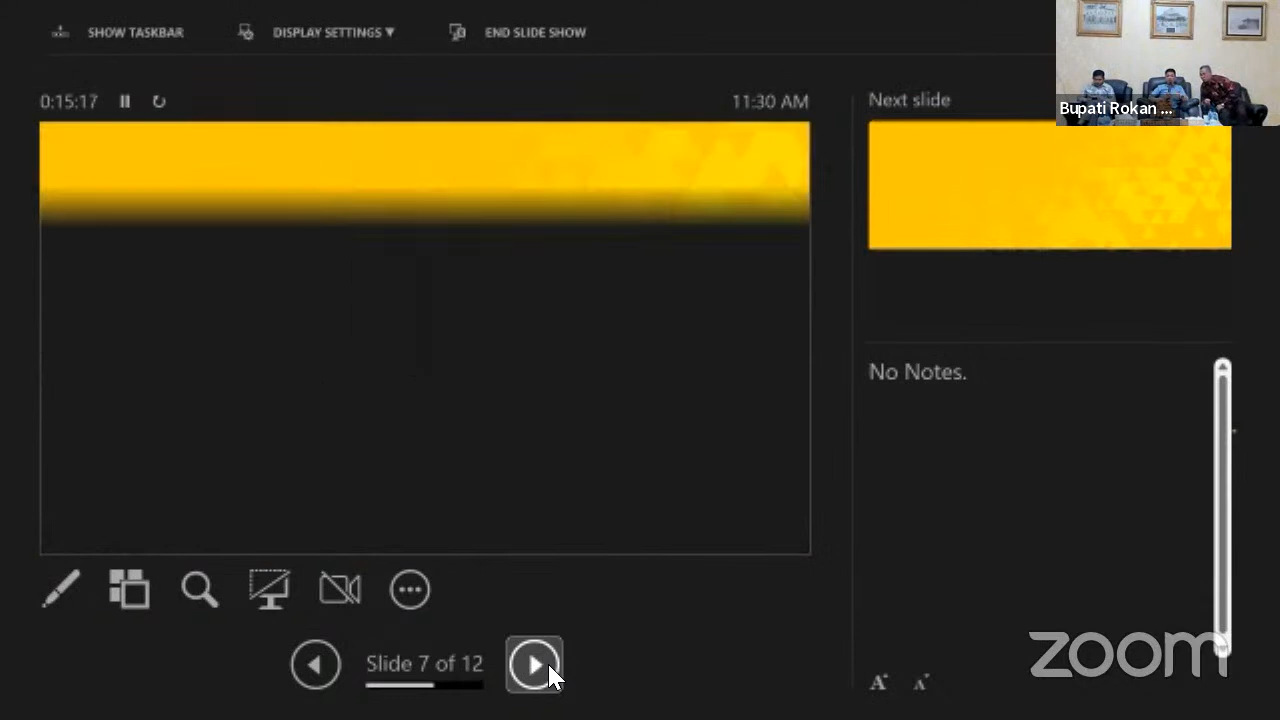 SHOW TASKBAR
DISPLAY SETTINGS ▼
END SLIDE SHOW
0:15:17
11:30 AM
Next slide
Bupati Rokan ...
No Notes.
Slide 7 of 12
A A
zoom